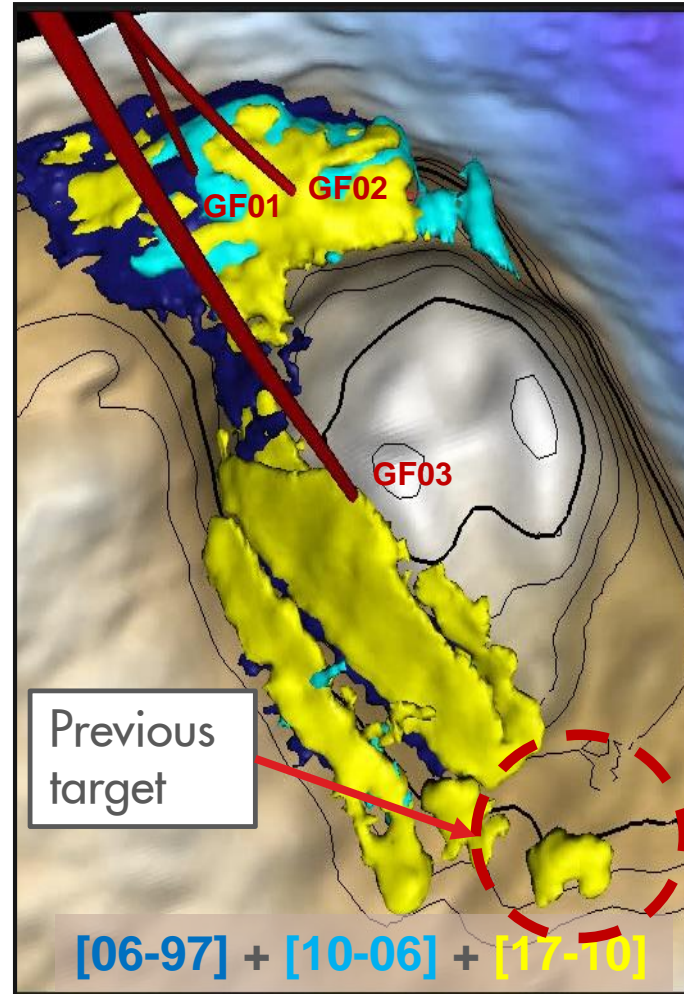 GF01
GF02
GF03
Previous
target
[06-97] + [10-06] + [17-10]